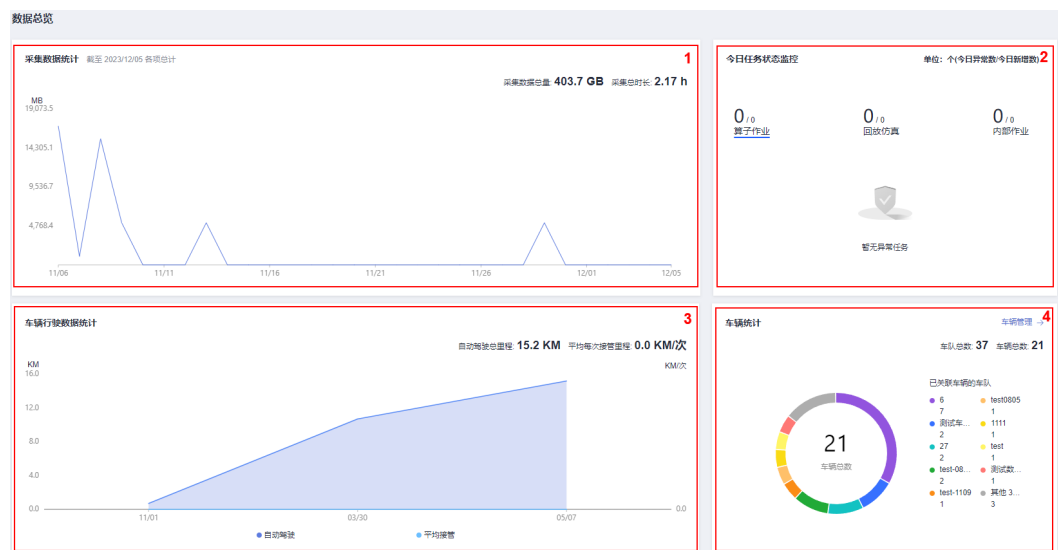 数据总览
采集数据统计 截至 2023/12/05 各项总计
1
采集数据总量: 403.7 GB 采集总时长: 2.17 h
MB
19,073.5
14,305.1
9,536.7
4,768.4
11/06 11/11 11/16 11/21 11/26 12/01 12/05
今日任务状态监控 单位：个(今日异常数/今日新增数)
2
0 / 0 0 / 0 0 / 0
算子作业 回放仿真 内部作业
暂无异常任务
车辆行驶数据统计
3
自动驾驶总里程: 15.2 KM 平均每次接管里程: 0.0 KM/次
KM KM/次
16.0
12.0
8.0
4.0
0.0 0.0
11/01 03/30 05/07
自动驾驶 平均接管
车辆统计 车辆管理 →
4
车队总数: 37 车辆总数: 21
21
车辆总数
已关联车辆的车队
6 test0805
7 1
测试车... 1111
2 1
27 test
2 1
test-08... 测试数...
2 1
test-1109 其他 3...
1 3